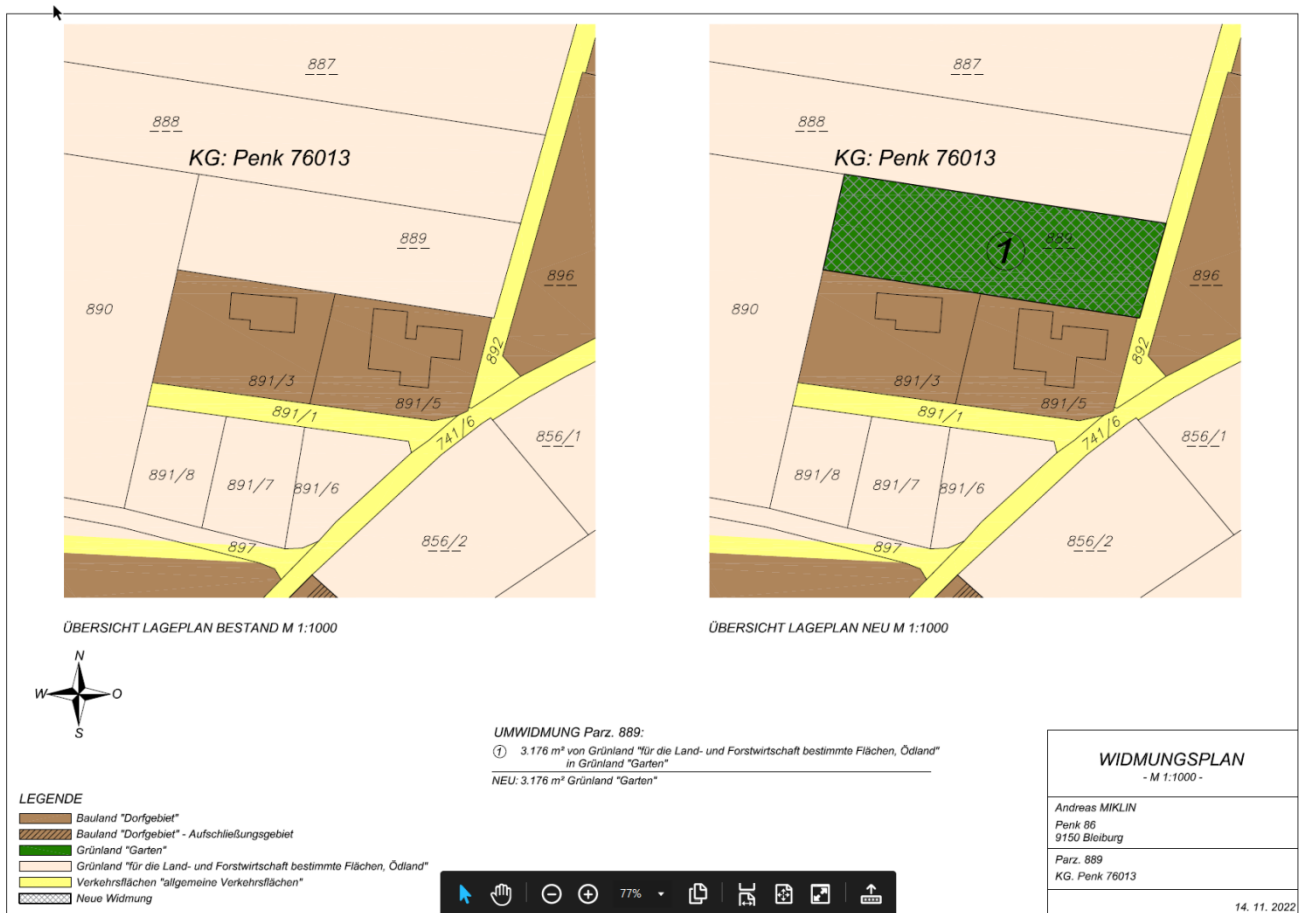 887
888
KG: Penk 76013
889
896
890
892
891/3
891/5
891/1
741/6
856/1
891/8
891/7
891/6
856/2
897
ÜBERSICHT LAGEPLAN BESTAND M 1:1000
887
888
KG: Penk 76013
1
889
896
890
892
891/3
891/5
891/1
741/6
856/1
891/8
891/7
891/6
856/2
897
ÜBERSICHT LAGEPLAN NEU M 1:1000
N
W
O
S
UMWIDMUNG Parz. 889:
1 3.176 m² von Grünland "für die Land- und Forstwirtschaft bestimmte Flächen, Ödland"
in Grünland "Garten"
NEU: 3.176 m² Grünland "Garten"
LEGENDE
Bauland "Dorfgebiet"
Bauland "Dorfgebiet" - Aufschließungsgebiet
Grünland "Garten"
Grünland "für die Land- und Forstwirtschaft bestimmte Flächen, Ödland"
Verkehrsflächen "allgemeine Verkehrsflächen"
Neue Widmung
WIDMUNGSPLAN
- M 1:1000 -
Andreas MIKLIN
Penk 86
9150 Bleiburg
Parz. 889
KG. Penk 76013
14. 11. 2022
77%